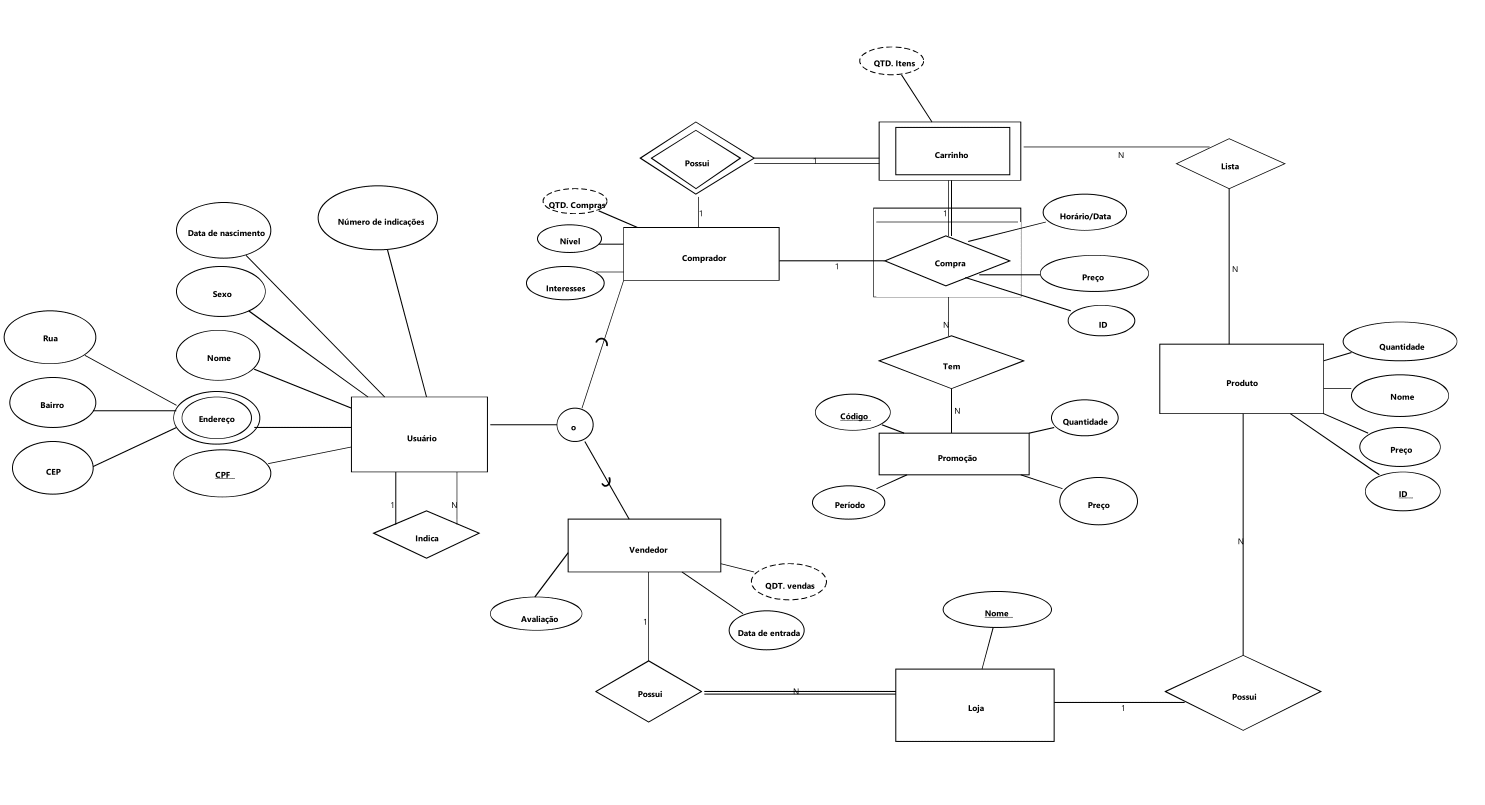 QTD. Itens
Possui
1
Carrinho
N
Lista
QTD. Compras
1
1
Horário/Data
Número de indicações
Data de nascimento
Nível
Comprador
1
Compra
Preço
N
Interesses
Sexo
ID
N
Rua
Nome
Tem
Quantidade
Produto
Bairro
Endereço
Usuário
o
Código
N
Quantidade
Nome
CEP
CPF
Promoção
Preço
1
N
Período
Preço
ID
Indica
Vendedor
N
QDT. vendas
Avaliação
1
Data de entrada
Nome
Possui
N
Loja
1
Possui